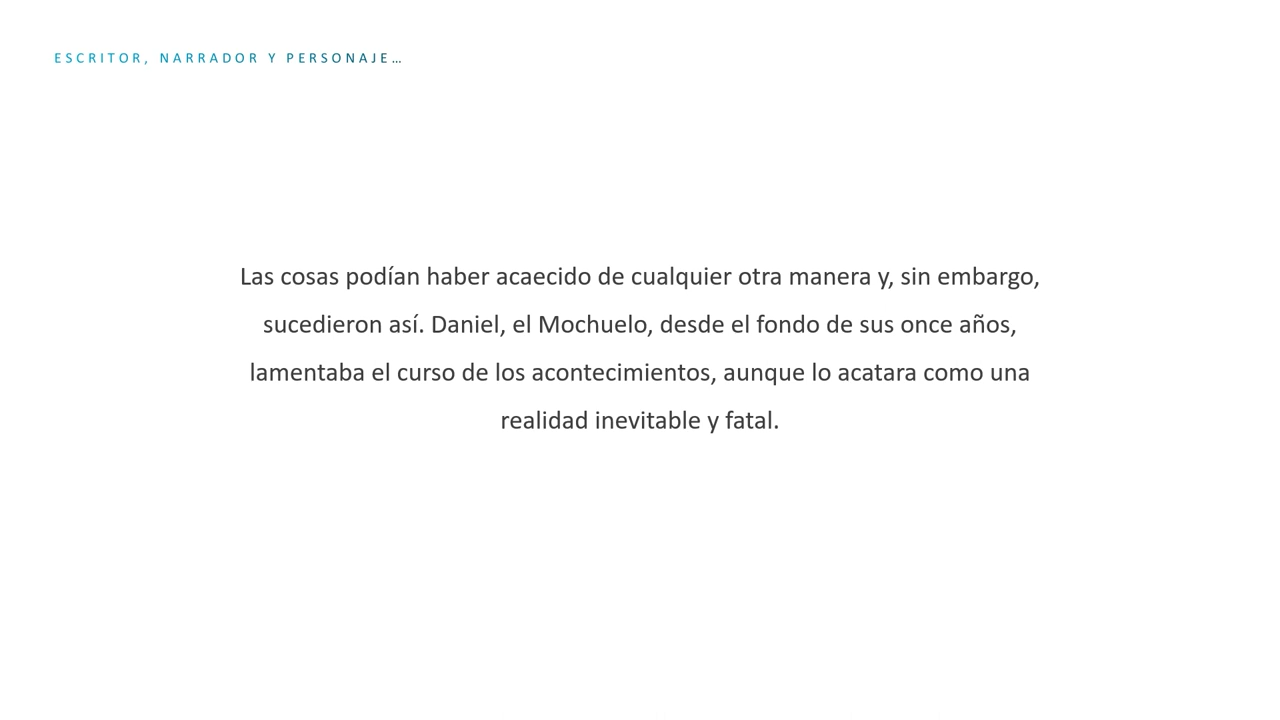 ESCRITOR, NARRADOR Y PERSONAJE…
Las cosas podían haber acaecido de cualquier otra manera y, sin embargo,
sucedieron así. Daniel, el Mochuelo, desde el fondo de sus once años,
lamentaba el curso de los acontecimientos, aunque lo acatara como una
realidad inevitable y fatal.